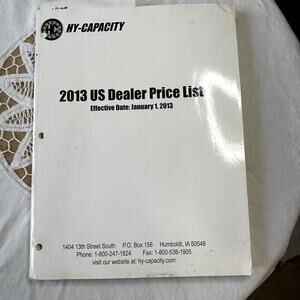 HY-CAPACITY
2013 US Dealer Price List
Effective Date: January 1, 2013
1404 13th Street South P.O. Box 156 Humboldt, IA 50548
Phone: 1-800-247-1824 Fax: 1-800-538-1905
visit our website at: hy-capacity.com